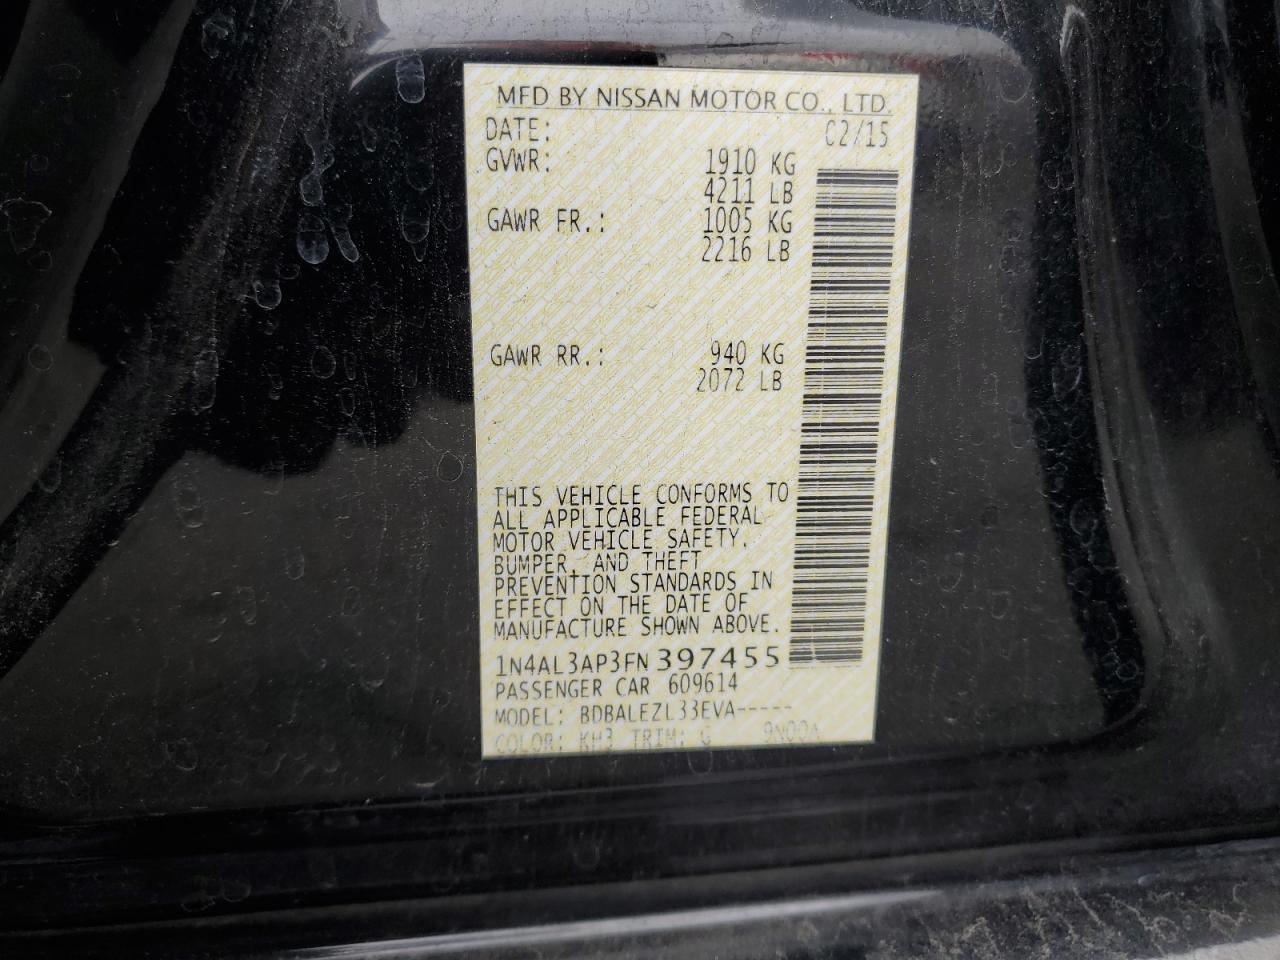 MFD BY NISSAN MOTOR CO., LTD.
DATE: 02/15
GVWR: 1910 KG
4211 LB
GAWR FR.: 1005 KG
2216 LB
GAWR RR.: 940 KG
2072 LB
THIS VEHICLE CONFORMS TO
ALL APPLICABLE FEDERAL
MOTOR VEHICLE SAFETY,
BUMPER, AND THEFT
PREVENTION STANDARDS IN
EFFECT ON THE DATE OF
MANUFACTURE SHOWN ABOVE.
1N4AL3AP3FN397455
PASSENGER CAR 609614
MODEL: BDBALEZL33EVA-----
COLOR: KH3 TRIM: G 9N00A